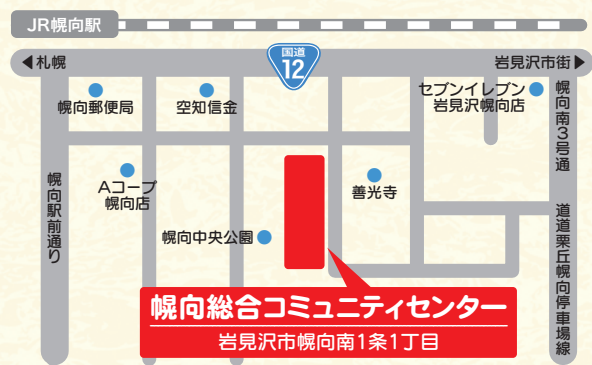 JR幌向駅
◀札幌
国道
12
岩見沢市街▶
幌向郵便局
空知信金
セブンイレブン
岩見沢幌向店
幌向南3号通
Aコープ
幌向店
善光寺
幌向駅前通り
幌向中央公園
道道栗丘幌向停車場線
幌向総合コミュニティセンター
岩見沢市幌向南1条1丁目